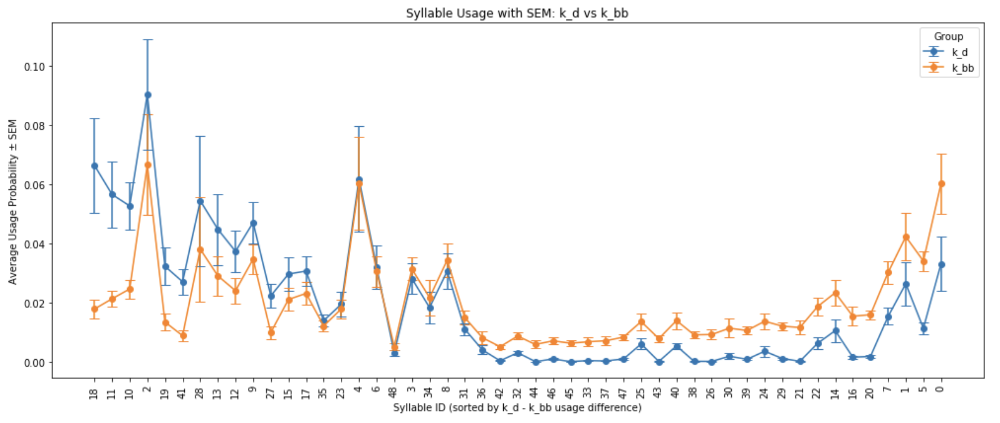 Syllable Usage with SEM: k_d vs k_bb
Group
k_d
k_bb
Average Usage Probability ± SEM
0.10
0.08
0.06
0.04
0.02
0.00
18 11 10 2 19 41 28 13 12 9 27 15 17 35 23 4 6 48 3 34 8 31 36 42 32 44 46 45 33 37 47 25 43 40 38 26 30 39 24 29 21 22 14 16 20 7 1 5 0
Syllable ID (sorted by k_d - k_bb usage difference)